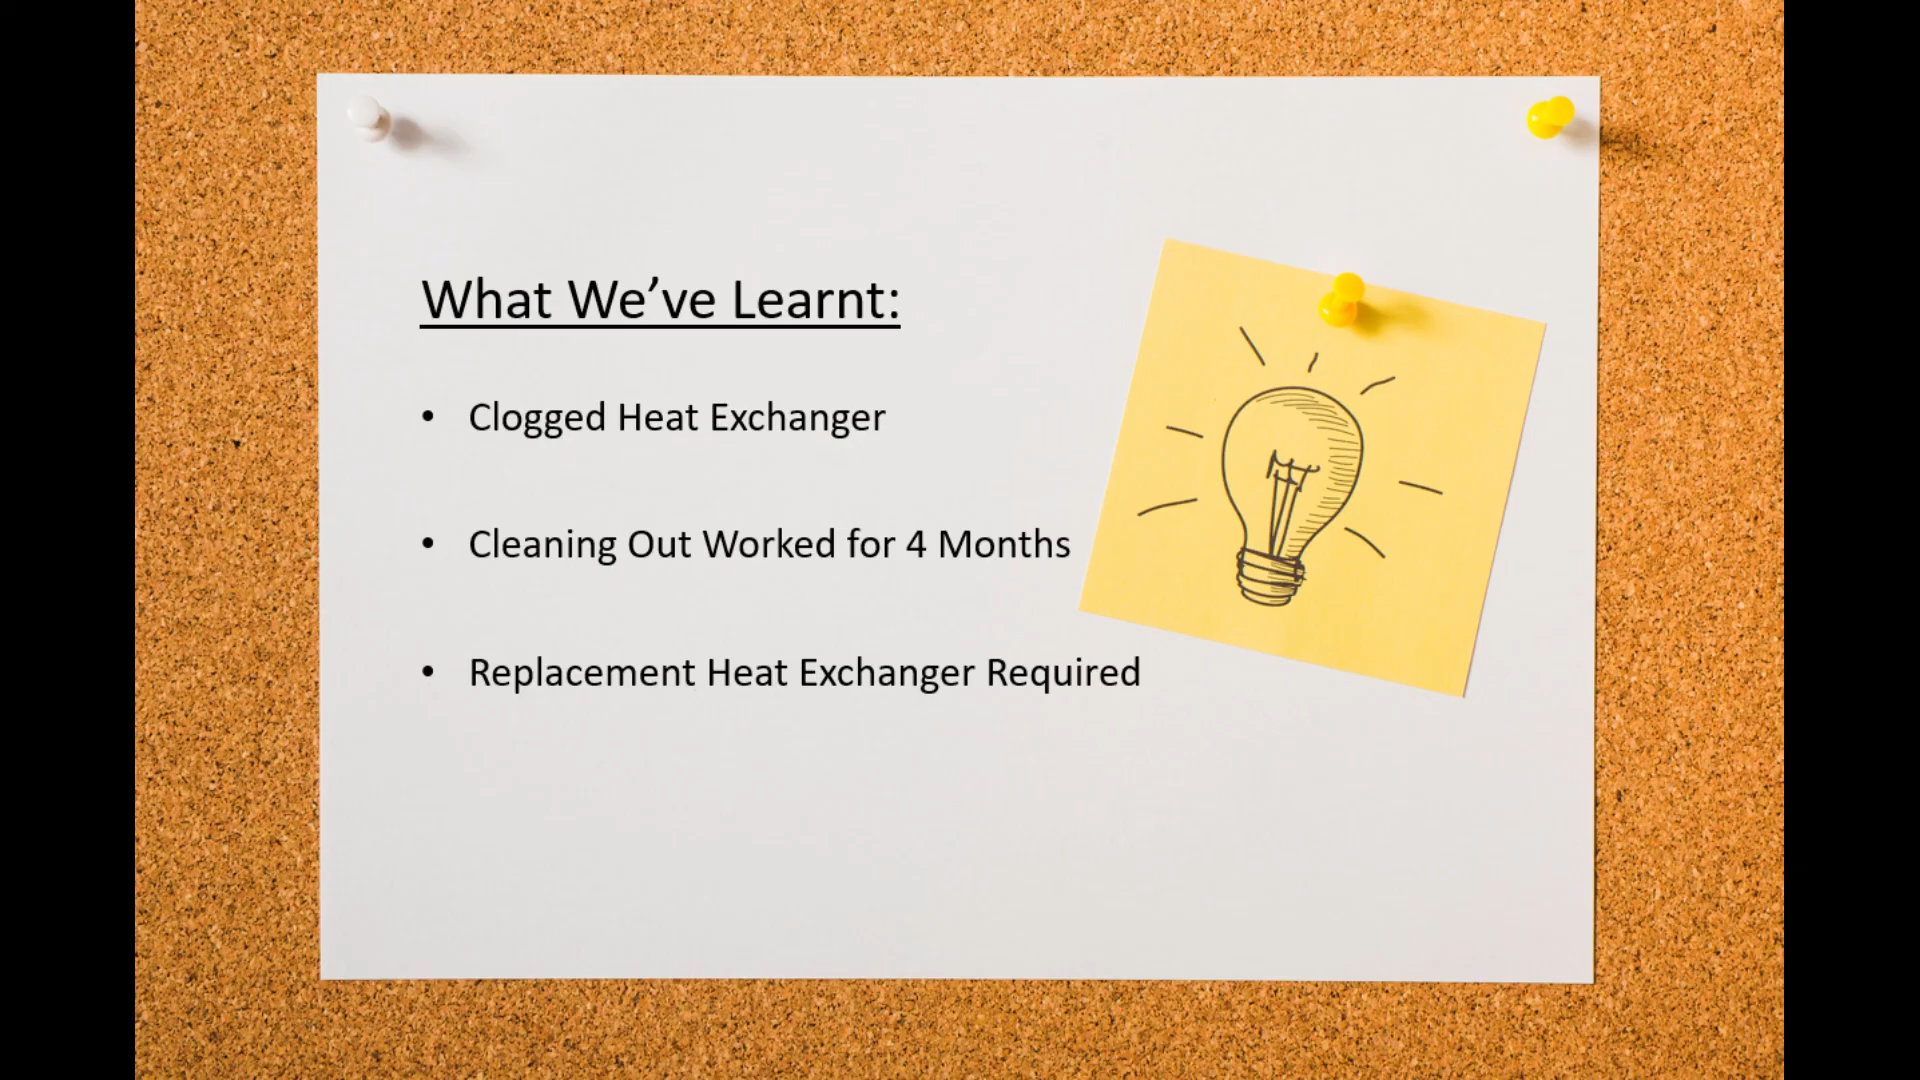 What We’ve Learnt:
• Clogged Heat Exchanger
• Cleaning Out Worked for 4 Months
• Replacement Heat Exchanger Required